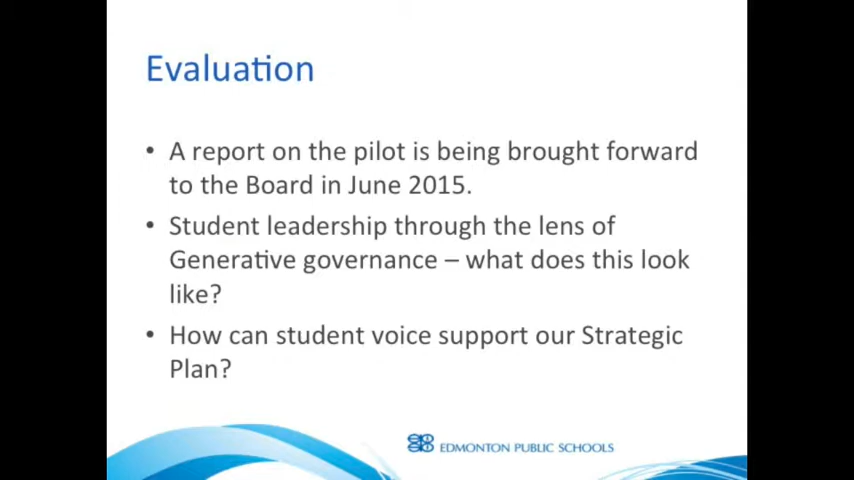 Evaluation
• A report on the pilot is being brought forward
to the Board in June 2015.
• Student leadership through the lens of
Generative governance – what does this look
like?
• How can student voice support our Strategic
Plan?
EDMONTON PUBLIC SCHOOLS